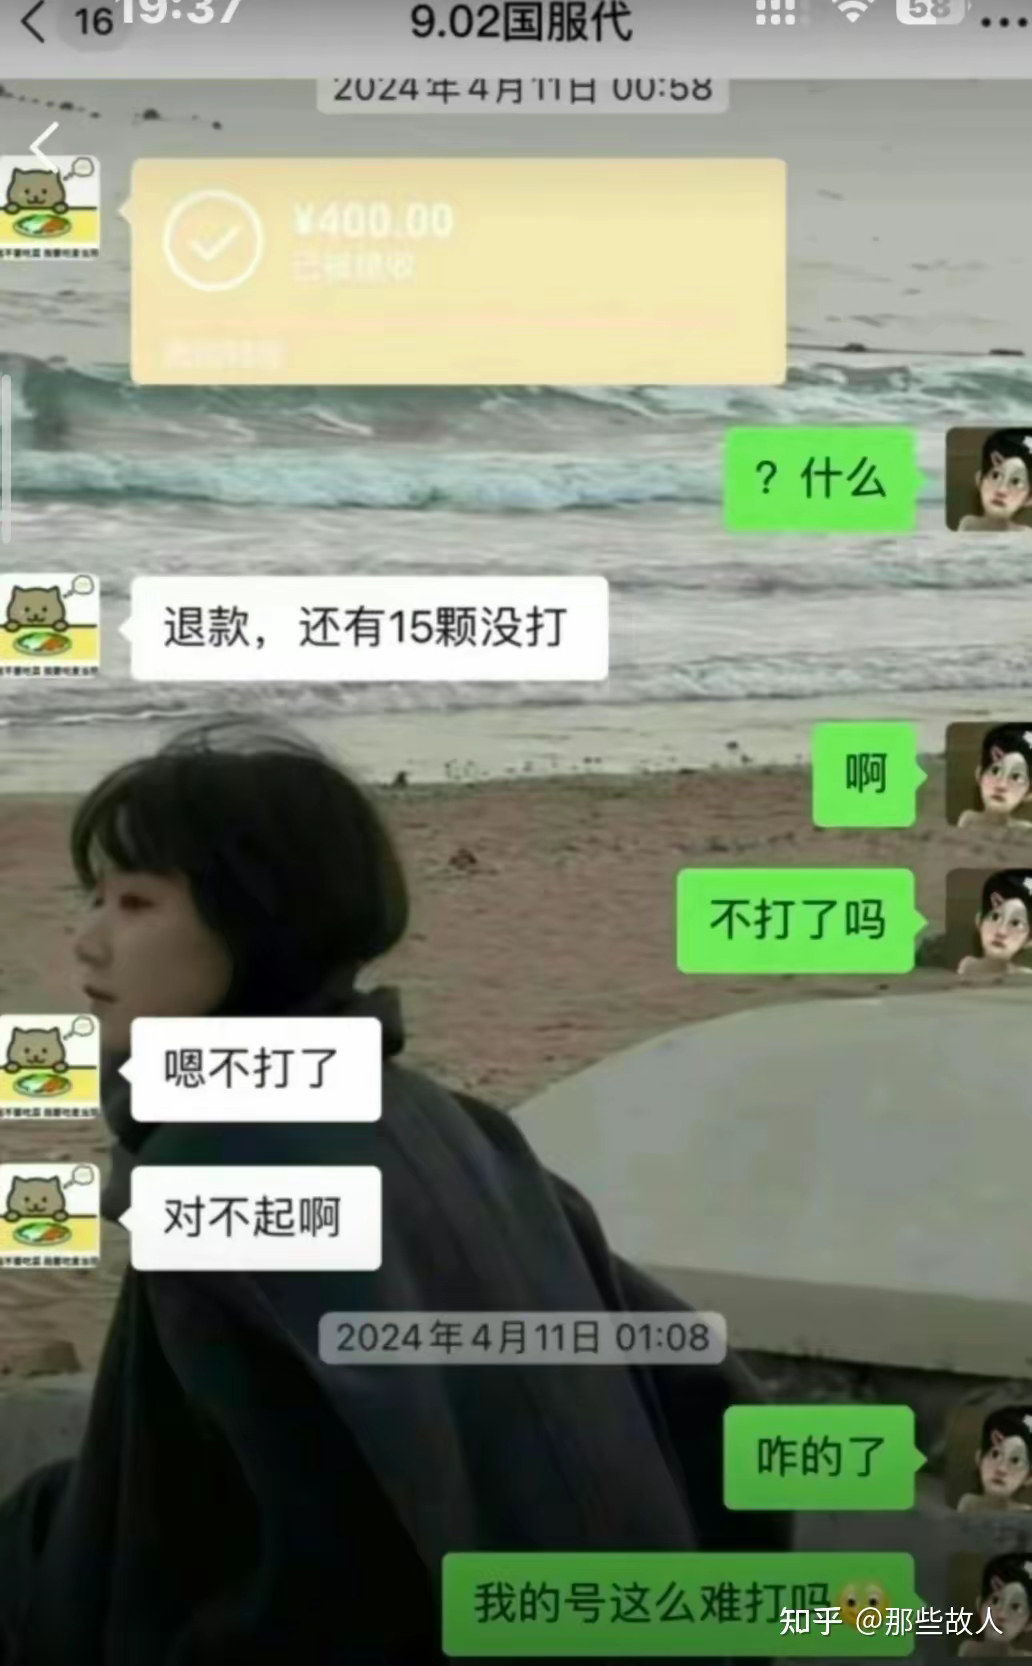 16
19:37
9.02国服代
58
2024年4月11日 00:58
¥400.00
已被接收
? 什么
退款，还有15颗没打
啊
不打了吗
嗯不打了
对不起啊
2024年4月11日 01:08
咋的了
我的号这么难打吗
知乎 @那些故人